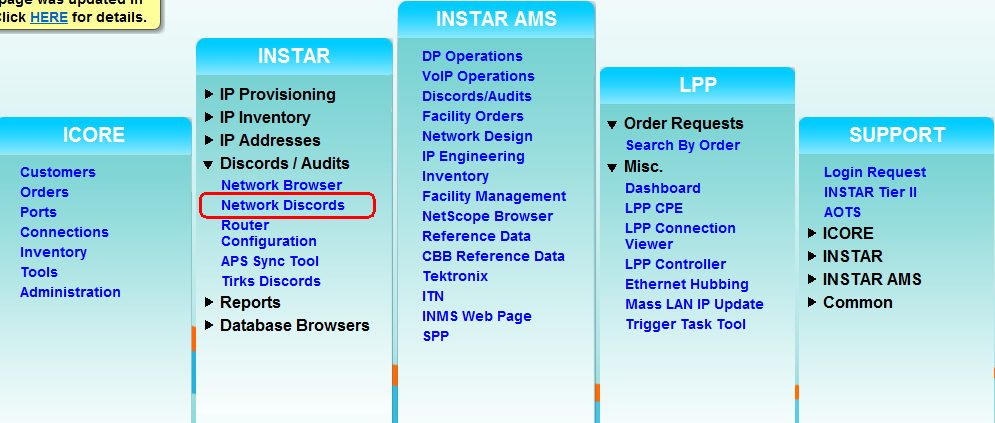 page was updated in
Click HERE for details.
ICORE
Customers
Orders
Ports
Connections
Inventory
Tools
Administration
INSTAR
IP Provisioning
IP Inventory
IP Addresses
Discords / Audits
Network Browser
Network Discords
Router
Configuration
APS Sync Tool
Tirks Discords
Reports
Database Browsers
INSTAR AMS
DP Operations
VoIP Operations
Discords/Audits
Facility Orders
Network Design
IP Engineering
Inventory
Facility Management
NetScope Browser
Reference Data
CBB Reference Data
Tektronix
ITN
INMS Web Page
SPP
LPP
Order Requests
Search By Order
Misc.
Dashboard
LPP CPE
LPP Connection
Viewer
LPP Controller
Ethernet Hubbing
Mass LAN IP Update
Trigger Task Tool
SUPPORT
Login Request
INSTAR Tier II
AOTS
ICORE
INSTAR
INSTAR AMS
Common